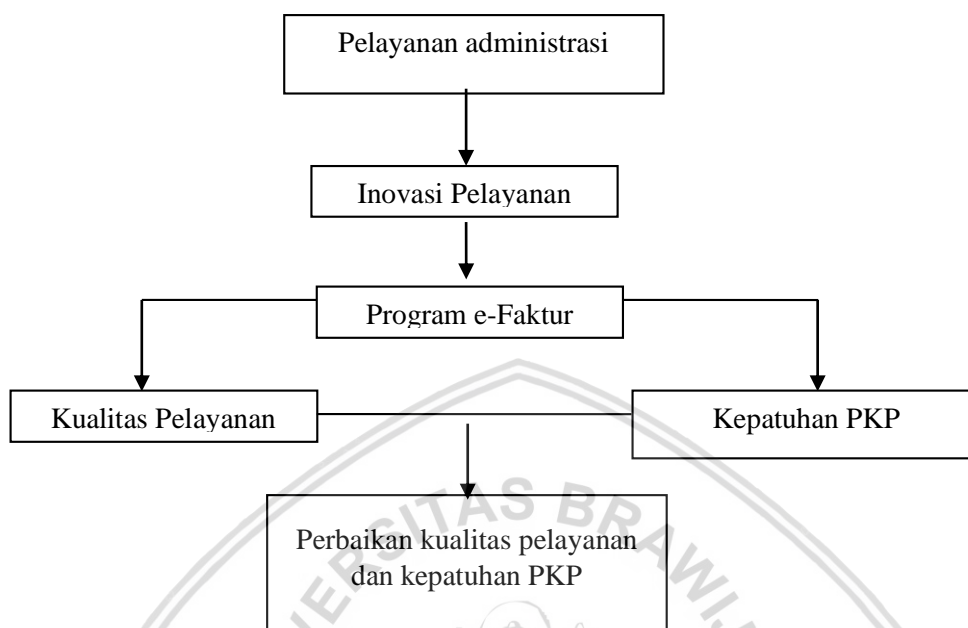 Pelayanan administrasi
Inovasi Pelayanan
Program e-Faktur
Kualitas Pelayanan
Kepatuhan PKP
Perbaikan kualitas pelayanan
dan kepatuhan PKP